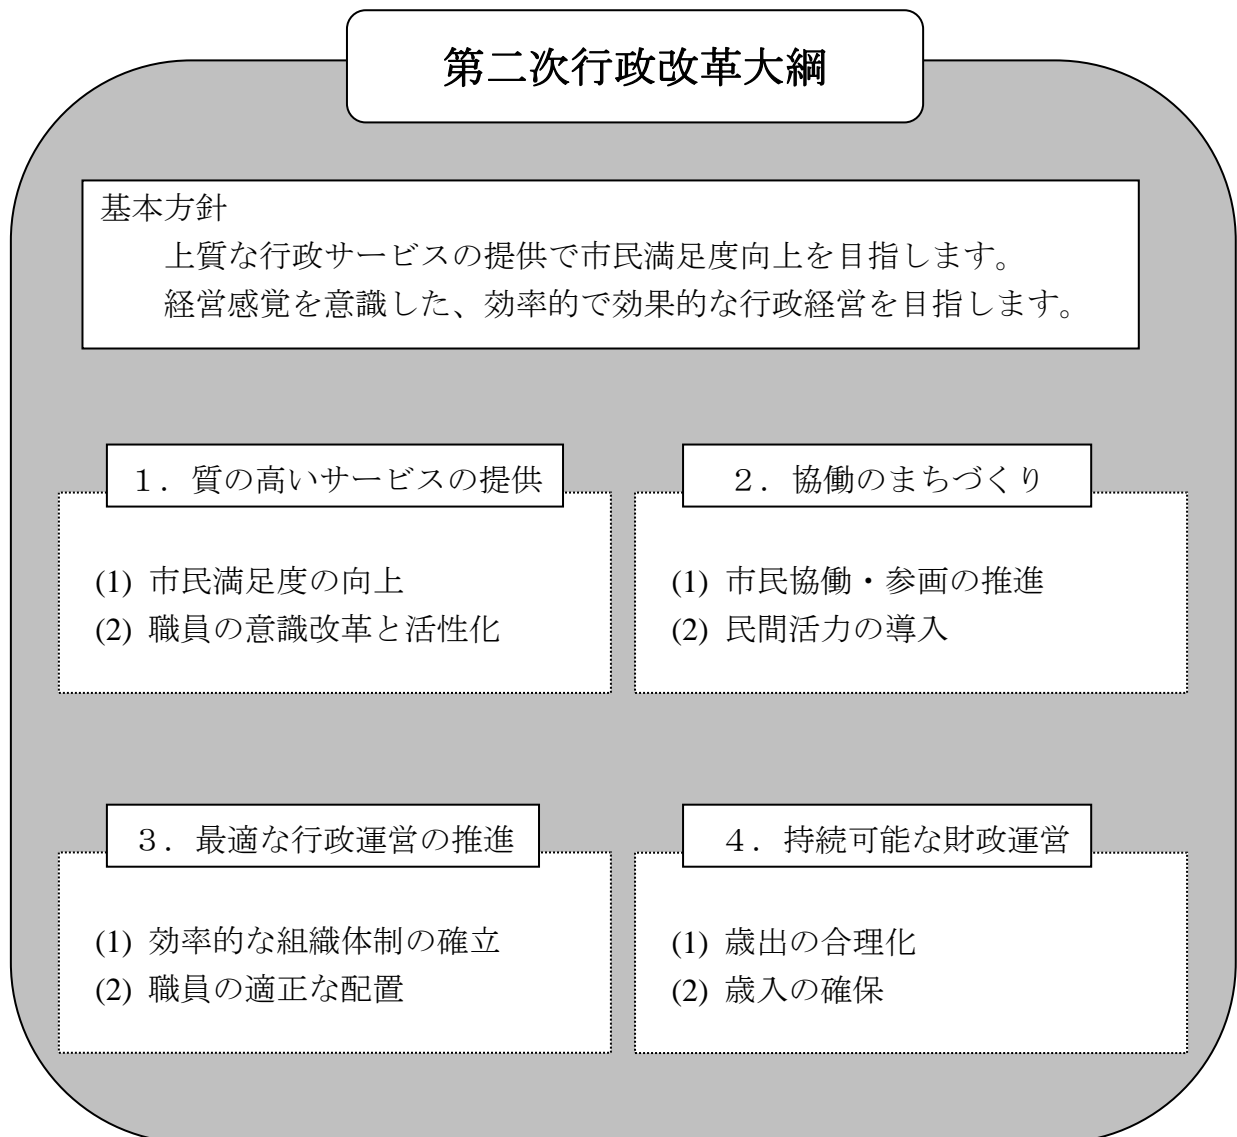 第二次行政改革大綱
基本方針
上質な行政サービスの提供で市民満足度向上を目指します。
経営感覚を意識した、効率的で効果的な行政経営を目指します。
１．質の高いサービスの提供
(1) 市民満足度の向上
(2) 職員の意識改革と活性化
２．協働のまちづくり
(1) 市民協働・参画の推進
(2) 民間活力の導入
３．最適な行政運営の推進
(1) 効率的な組織体制の確立
(2) 職員の適正な配置
４．持続可能な財政運営
(1) 歳出の合理化
(2) 歳入の確保